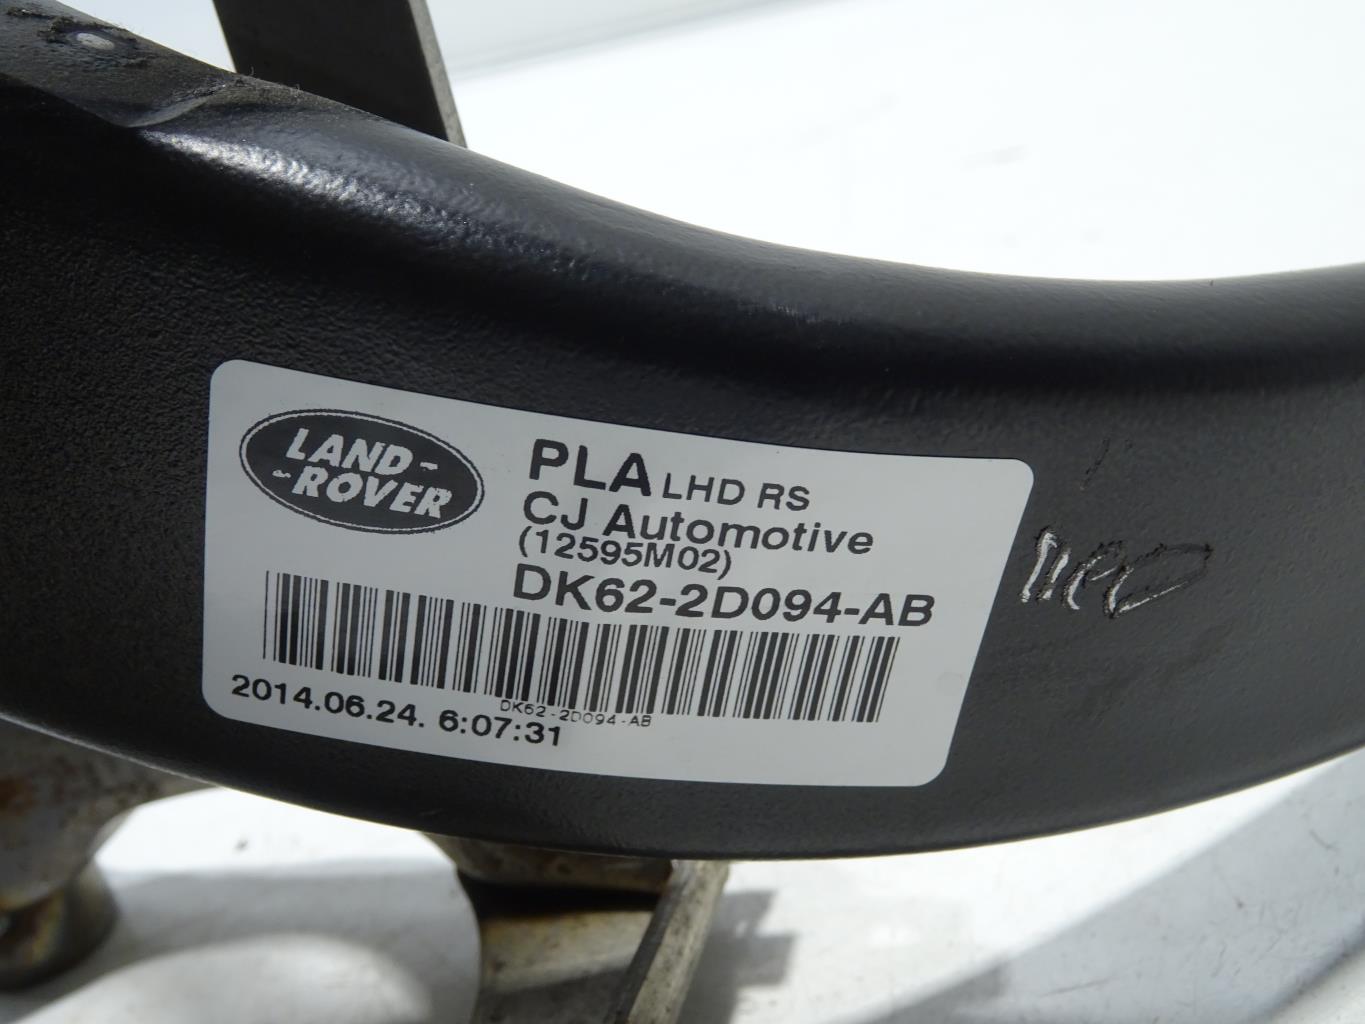 LAND-
-ROVER
PLA LHD RS
CJ Automotive
(12595M02)
DK62-2D094-AB
DK62-2D094-AB
2014.06.24. 6:07:31